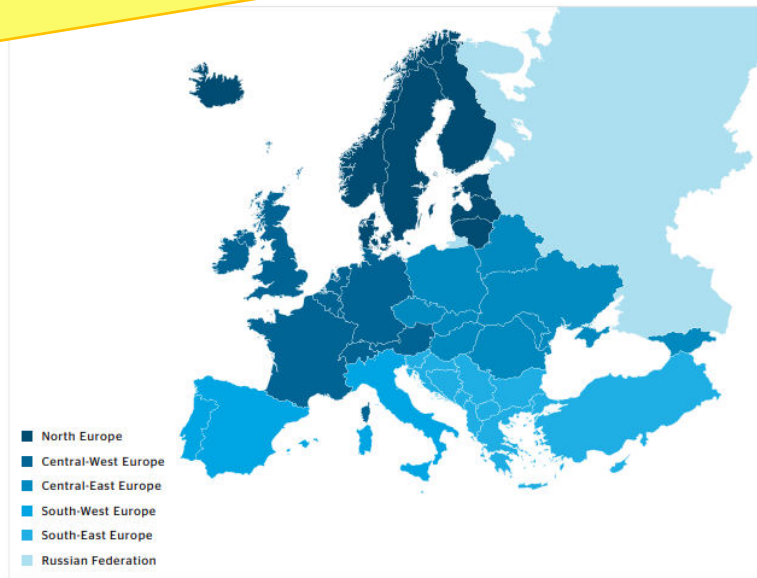 North Europe
Central-West Europe
Central-East Europe
South-West Europe
South-East Europe
Russian Federation